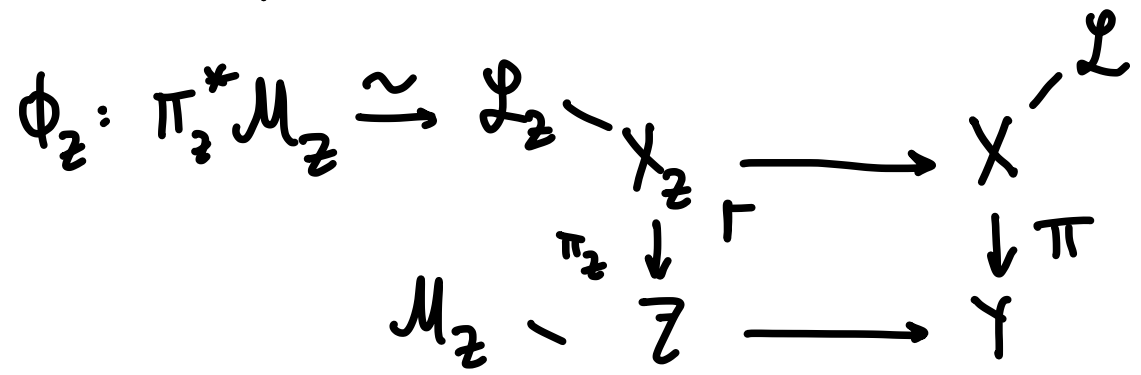 ℒ
ϕ_Z : π_Z^* ℳ_Z ⥲ ℒ_Z X_Z → X
π_Z ↓ ↓ π
ℳ_Z Z → Y